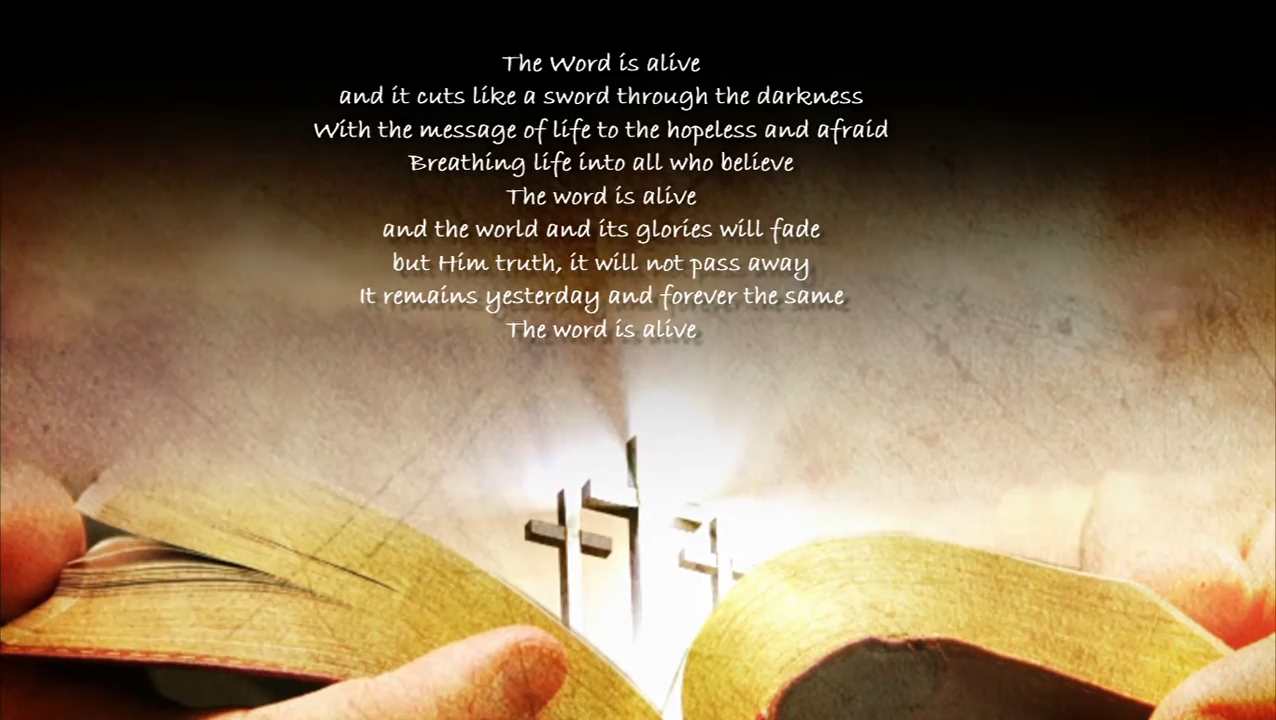 The Word is alive
and it cuts like a sword through the darkness
With the message of life to the hopeless and afraid
Breathing life into all who believe
The word is alive
and the world and its glories will fade
but Him truth, it will not pass away
It remains yesterday and forever the same
The word is alive